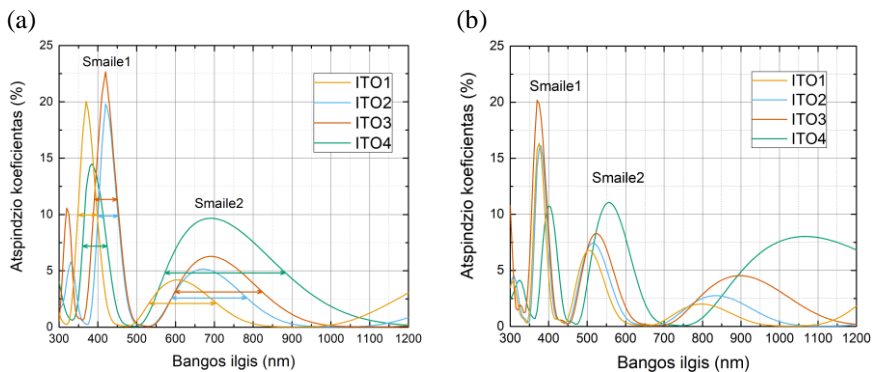 (a)
25
20
15
10
5
0
Atspindzio koeficientas (%)
Smaile1
Smaile2
ITO1
ITO2
ITO3
ITO4
300 400 500 600 700 800 900 1000 1100 1200
Bangos ilgis (nm)
(b)
25
20
15
10
5
0
Atspindzio koeficientas (%)
Smaile1
Smaile2
ITO1
ITO2
ITO3
ITO4
300 400 500 600 700 800 900 1000 1100 1200
Bangos ilgis (nm)